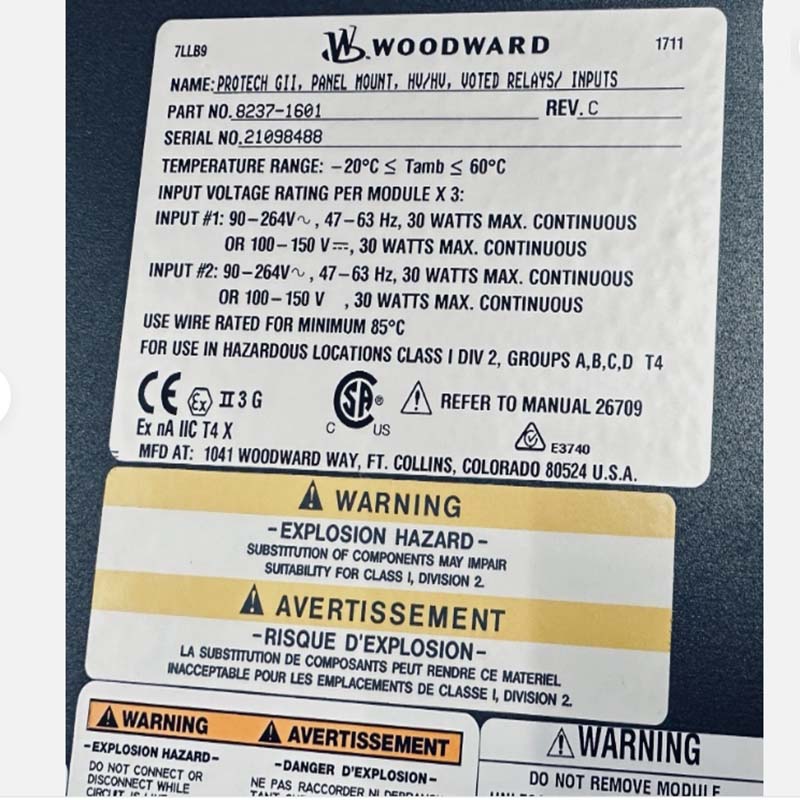 7LLB9 WOODWARD 1711
NAME: PROTECH GII, PANEL MOUNT, HV/HV, VOTED RELAYS/ INPUTS
PART NO. 8237-1601 REV. C
SERIAL NO. 21098488
TEMPERATURE RANGE: –20°C ≤ Tamb ≤ 60°C
INPUT VOLTAGE RATING PER MODULE X 3:
INPUT #1: 90–264V∿, 47–63 Hz, 30 WATTS MAX. CONTINUOUS
OR 100–150 V⎓, 30 WATTS MAX. CONTINUOUS
INPUT #2: 90–264V∿, 47–63 Hz, 30 WATTS MAX. CONTINUOUS
OR 100–150 V , 30 WATTS MAX. CONTINUOUS
USE WIRE RATED FOR MINIMUM 85°C
FOR USE IN HAZARDOUS LOCATIONS CLASS I DIV 2, GROUPS A,B,C,D T4
CE Ex II 3 G C SA ® US REFER TO MANUAL 26709
Ex nA IIC T4 X E3740
MFD AT: 1041 WOODWARD WAY, FT. COLLINS, COLORADO 80524 U.S.A.
WARNING
-EXPLOSION HAZARD-
SUBSTITUTION OF COMPONENTS MAY IMPAIR
SUITABILITY FOR CLASS I, DIVISION 2.
AVERTISSEMENT
-RISQUE D'EXPLOSION-
LA SUBSTITUTION DE COMPOSANTS PEUT RENDRE CE MATERIEL
INACCEPTABLE POUR LES EMPLACEMENTS DE CLASSE I, DIVISION 2.
WARNING
-EXPLOSION HAZARD-
DO NOT CONNECT OR
DISCONNECT WHILE
AVERTISSEMENT
-DANGER D'EXPLOSION-
NE PAS RACCORDER NI
WARNING
DO NOT REMOVE MODULE